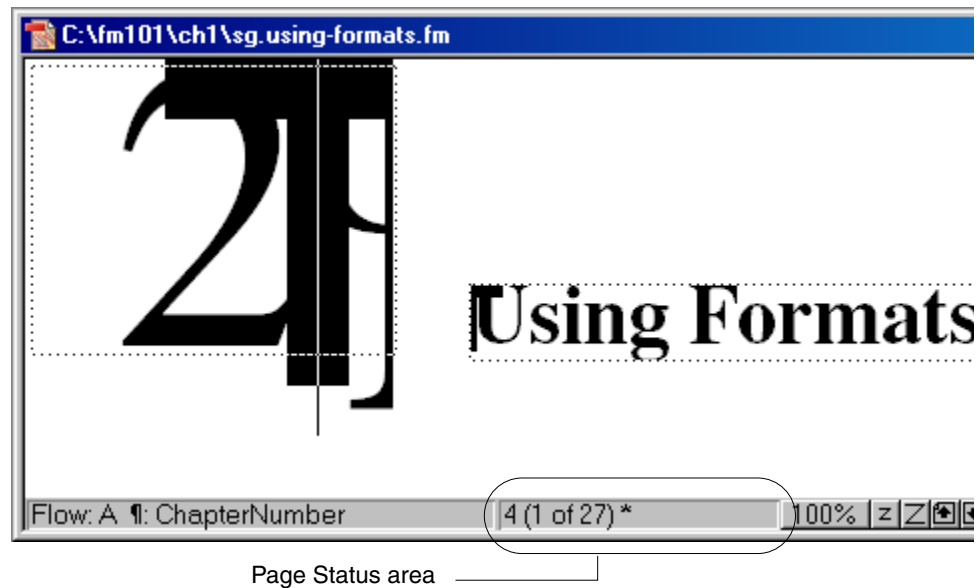 C:\fm101\ch1\sg.using-formats.fm
2
Using Formats
Flow: A ¶: ChapterNumber 4 (1 of 27) * 100% z Z
Page Status area